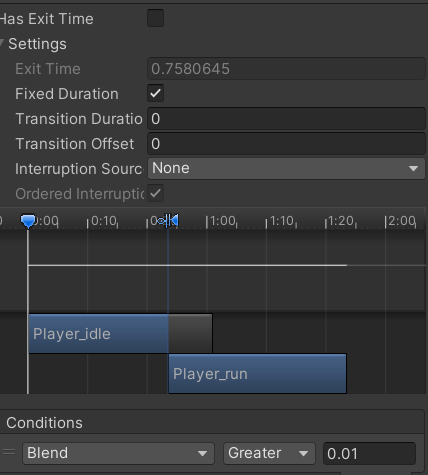 Has Exit Time
Settings
Exit Time 0.7580645
Fixed Duration
Transition Duratio 0
Transition Offset 0
Interruption Sourc None
Ordered Interruptic
0:00 0:10 0: 1:00 1:10 1:20 2:00
Player_idle
Player_run
Conditions
Blend Greater 0.01